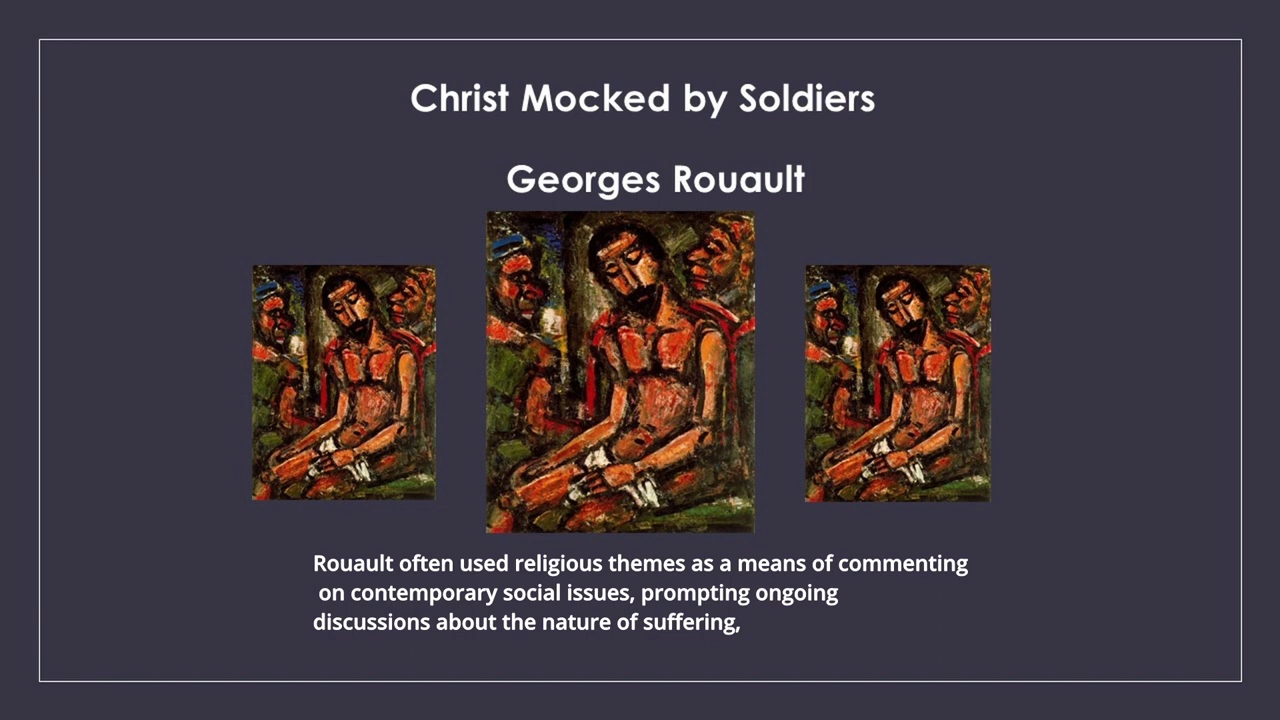 Christ Mocked by Soldiers
Georges Rouault
Rouault often used religious themes as a means of commenting
on contemporary social issues, prompting ongoing
discussions about the nature of suffering,